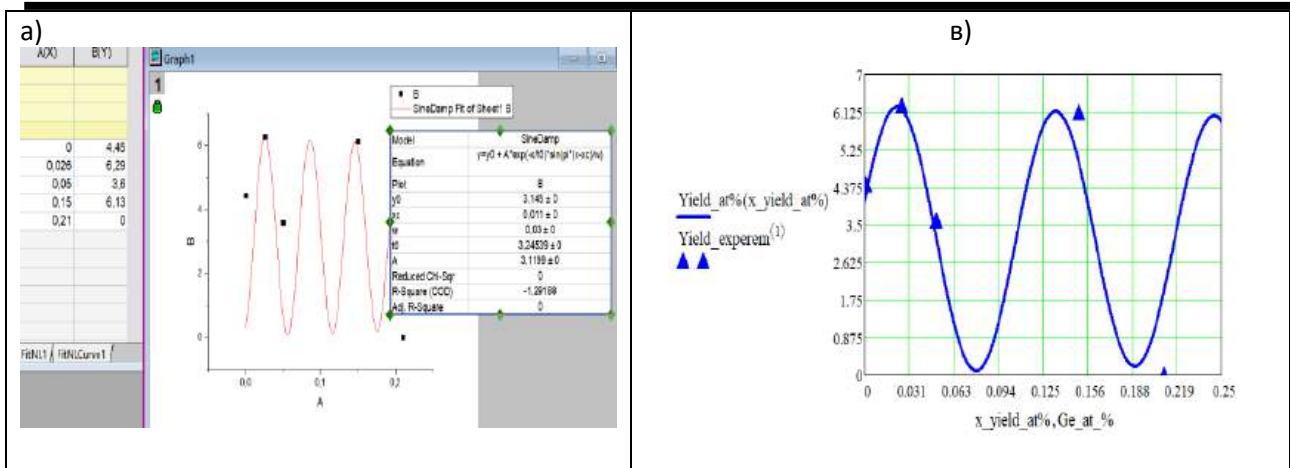 а)
A(X) B(Y)
0 4,45
0,026 6,29
0,05 3,6
0,15 6,13
0,21 0
FitNL1 FitNLCurve1
Graph1
1
B
SineDamp Fit of Sheet1 B
Model SineDamp
Equation y=y0 + A*exp(-x/t0)*sin(pi*(x-xc)/w)
Plot B
y0 3,146 ± 0
xc 0,011 ± 0
w 0,03 ± 0
t0 3,24539 ± 0
A 3,1199 ± 0
Reduced Chi-Sqr 0
R-Square (COD) -1,29169
Adj. R-Square 0
6
4
2
0
B
0,0 0,1 0,2
A
в)
7
6.125
5.25
4.375
3.5
2.625
1.75
0.875
0
Yield_at%(x_yield_at%)
Yield_experem(1)
0 0.031 0.063 0.094 0.125 0.156 0.188 0.219 0.25
x_yield_at%,Ge_at_%